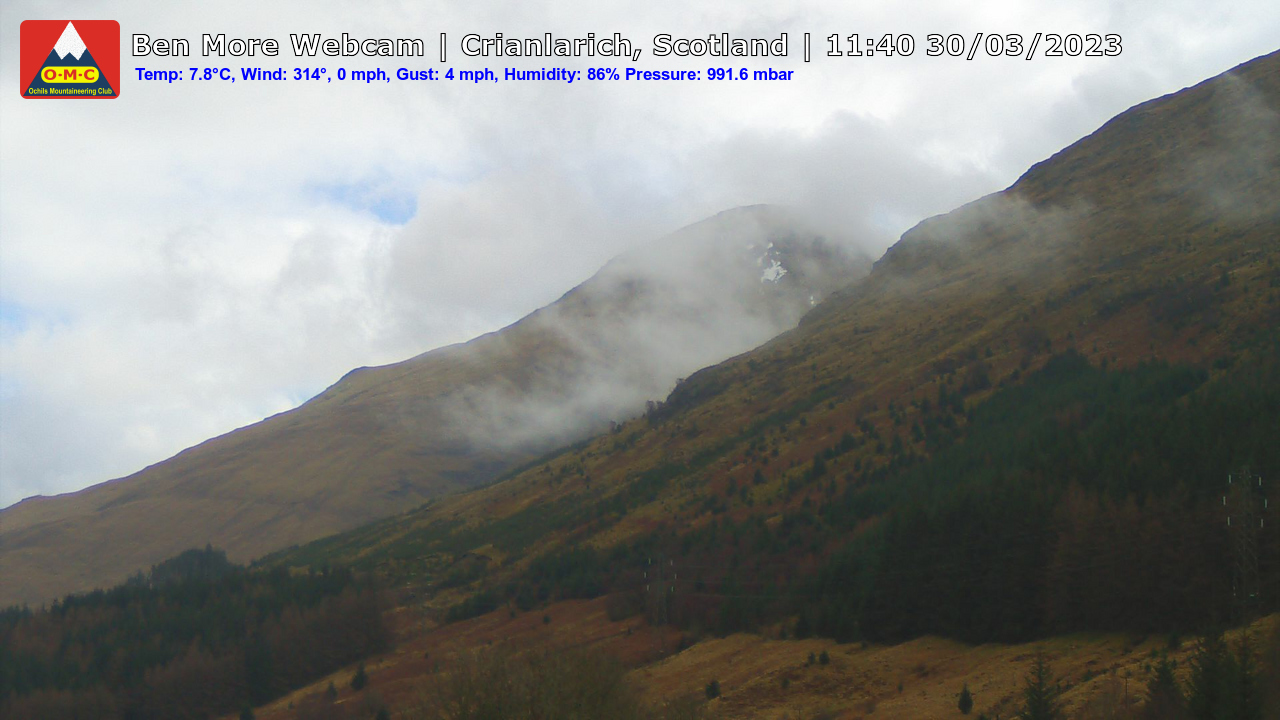 Ben More Webcam | Crianlarich, Scotland | 11:40 30/03/2023
Temp: 7.8°C, Wind: 314°, 0 mph, Gust: 4 mph, Humidity: 86% Pressure: 991.6 mbar
O-M-C
Ochils Mountaineering Club